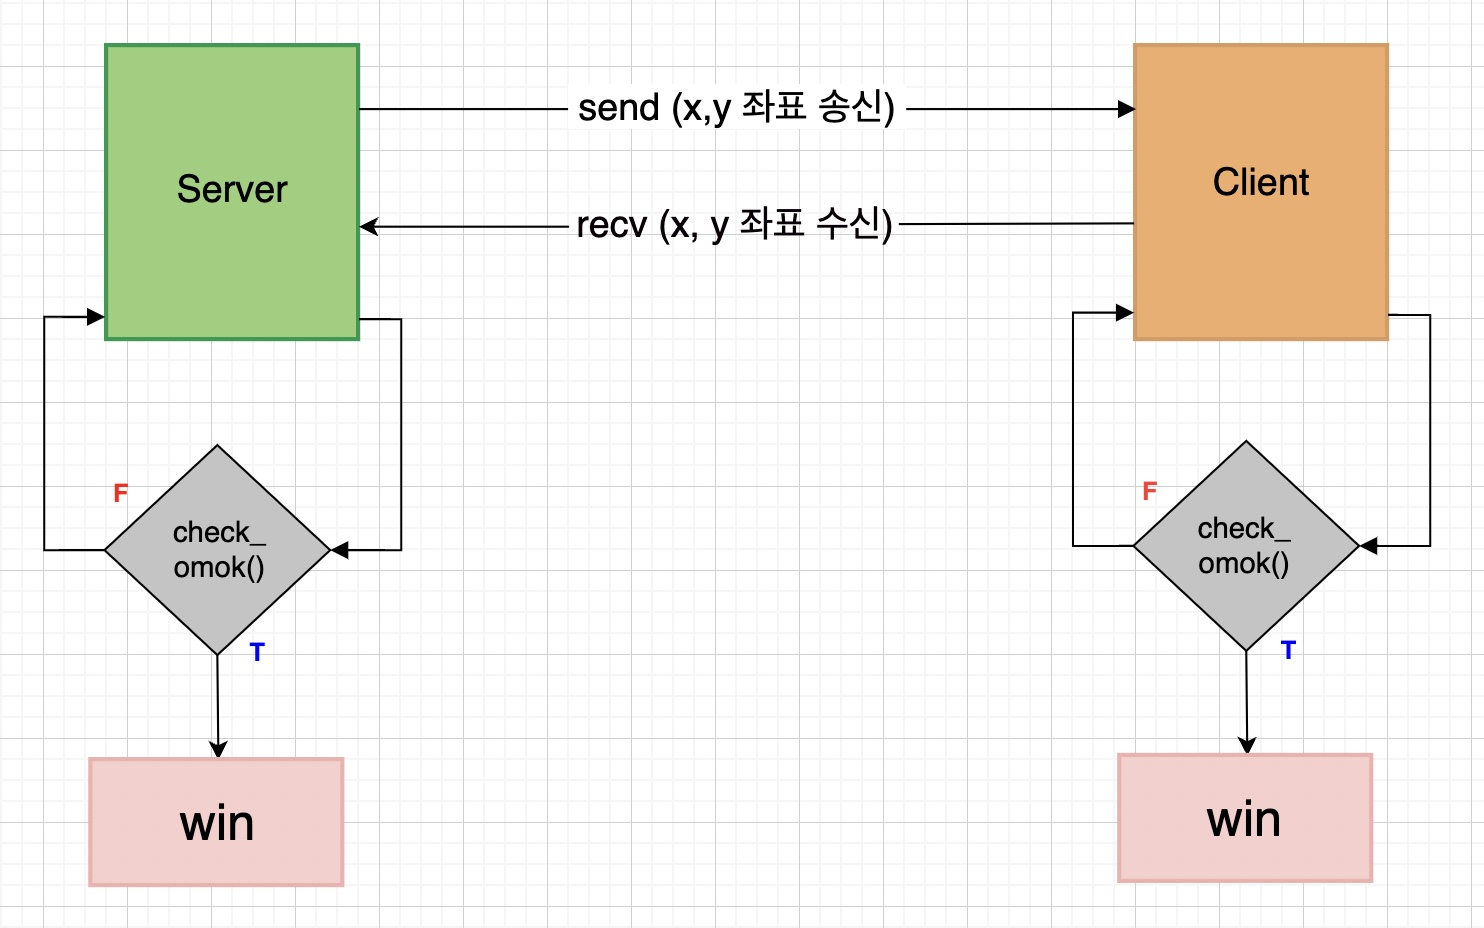 send (x,y 좌표 송신)
Server
Client
recv (x, y 좌표 수신)
F
check_
omok()
T
win
F
check_
omok()
T
win